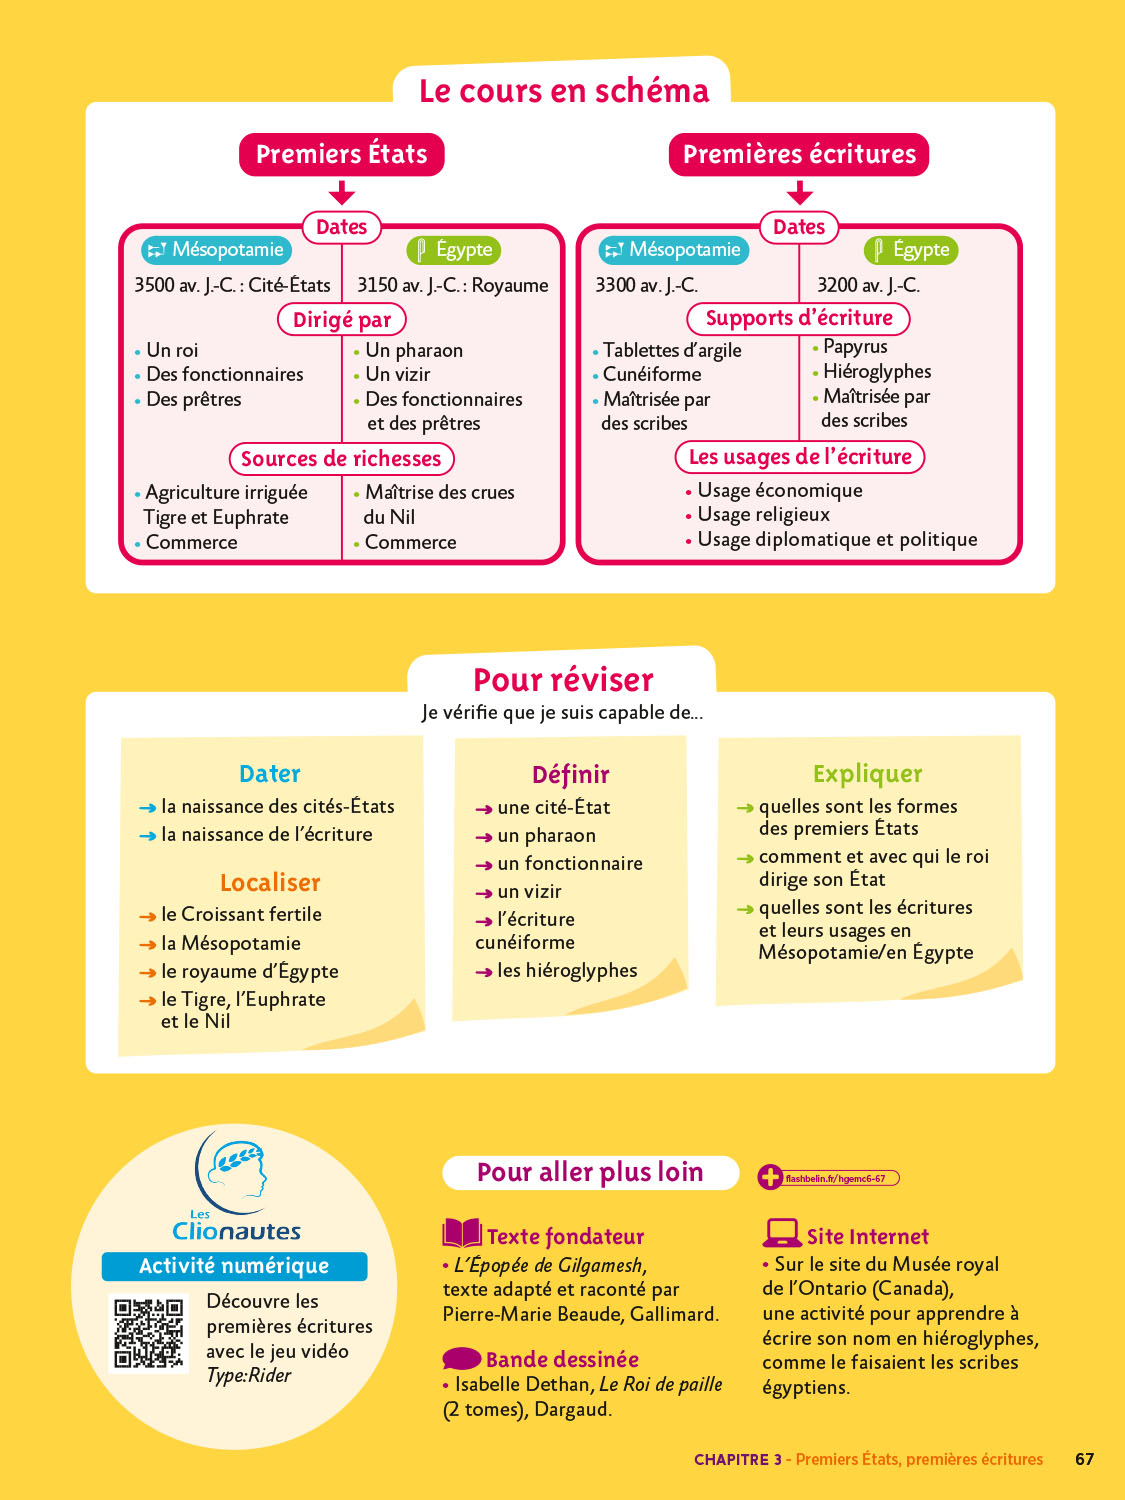 Le cours en schéma
Premiers États
Dates
Mésopotamie
Égypte
3500 av. J.-C. : Cité-États
3150 av. J.-C. : Royaume
Dirigé par
• Un roi
• Des fonctionnaires
• Des prêtres
• Un pharaon
• Un vizir
• Des fonctionnaires
et des prêtres
Sources de richesses
• Agriculture irriguée
Tigre et Euphrate
• Commerce
• Maîtrise des crues
du Nil
• Commerce
Premières écritures
Dates
Mésopotamie
Égypte
3300 av. J.-C.
3200 av. J.-C.
Supports d’écriture
• Tablettes d’argile
• Cunéiforme
• Maîtrisée par
des scribes
• Papyrus
• Hiéroglyphes
• Maîtrisée par
des scribes
Les usages de l’écriture
• Usage économique
• Usage religieux
• Usage diplomatique et politique
Pour réviser
Je vérifie que je suis capable de...
Dater
→ la naissance des cités-États
→ la naissance de l’écriture
Localiser
→ le Croissant fertile
→ la Mésopotamie
→ le royaume d’Égypte
→ le Tigre, l’Euphrate
et le Nil
Définir
→ une cité-État
→ un pharaon
→ un fonctionnaire
→ un vizir
→ l’écriture
cunéiforme
→ les hiéroglyphes
Expliquer
→ quelles sont les formes
des premiers États
→ comment et avec qui le roi
dirige son État
→ quelles sont les écritures
et leurs usages en
Mésopotamie/en Égypte
Les
Clionautes
Activité numérique
Découvre les
premières écritures
avec le jeu vidéo
Type:Rider
Pour aller plus loin
flashbelin.fr/hgemc6-67
Texte fondateur
• L’Épopée de Gilgamesh,
texte adapté et raconté par
Pierre-Marie Beaude, Gallimard.
Bande dessinée
• Isabelle Dethan, Le Roi de paille
(2 tomes), Dargaud.
Site Internet
• Sur le site du Musée royal
de l’Ontario (Canada),
une activité pour apprendre à
écrire son nom en hiéroglyphes,
comme le faisaient les scribes
égyptiens.
CHAPITRE 3 - Premiers États, premières écritures 67